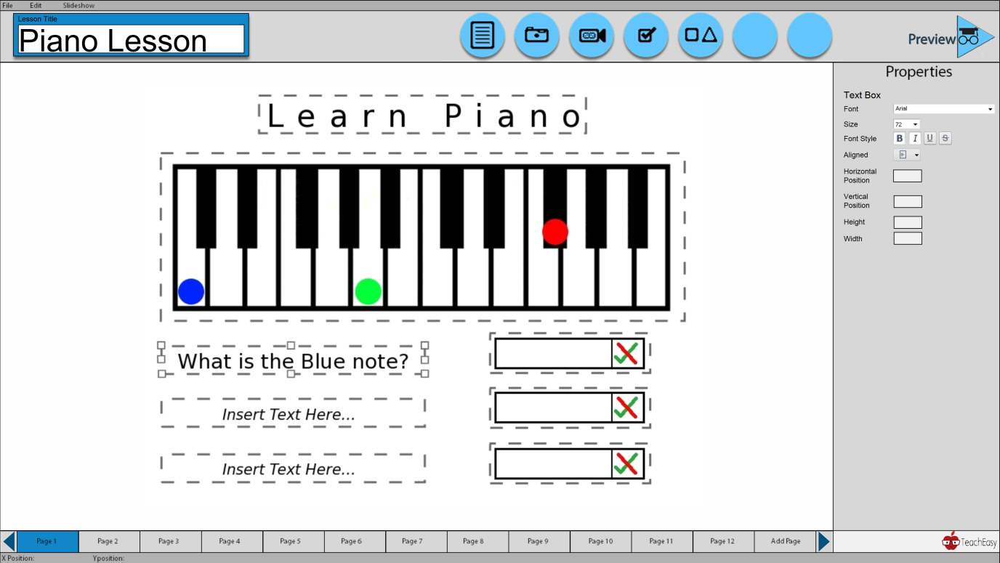 File Edit Slideshow
Lesson Title
Piano Lesson
Preview
Properties
Learn Piano
Text Box
Font Arial
Size 72
Font Style B I U S
Aligned
Horizontal
Position
Vertical
Position
Height
Width
What is the Blue note?
Insert Text Here...
Insert Text Here...
Page 1 Page 2 Page 3 Page 4 Page 5 Page 6 Page 7 Page 8 Page 9 Page 10 Page 11 Page 12 Add Page
TeachEasy
X Position: Yposition: